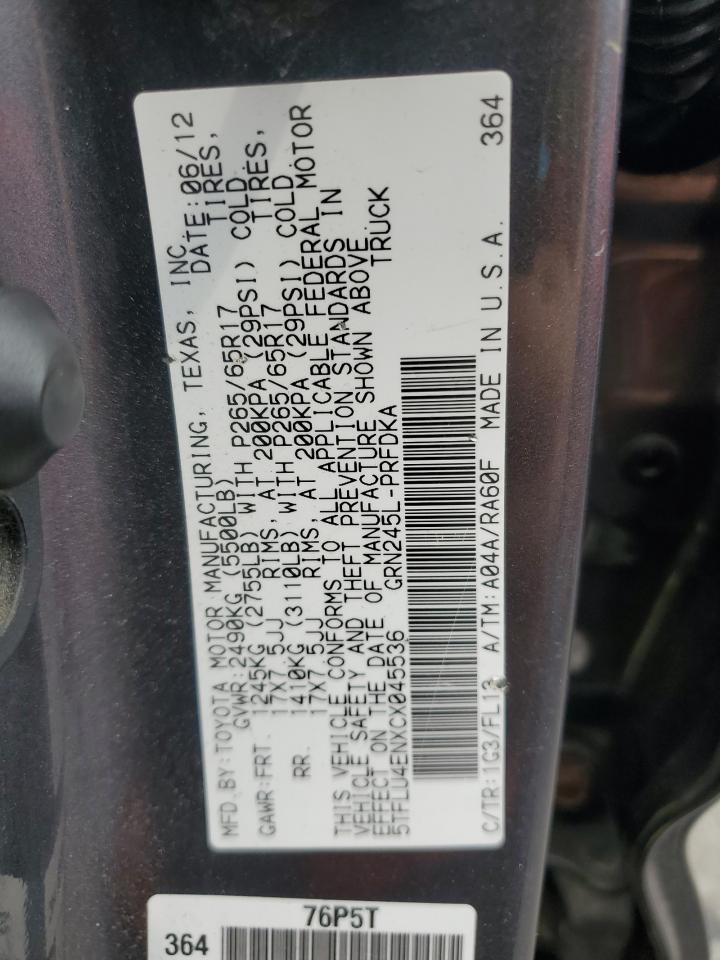 MFD.BY:TOYOTA MOTOR MANUFACTURING, TEXAS, INC.
GVWR:2490KG (5500LB) DATE:06/12
GAWR:FRT. 1245KG (2755LB) WITH P265/65R17 TIRES,
17X7.5JJ RIMS, AT 200KPA (29PSI) COLD
RR. 1410KG (3110LB) WITH P265/65R17 TIRES,
17X7.5JJ RIMS, AT 200KPA (29PSI) COLD
THIS VEHICLE CONFORMS TO ALL APPLICABLE FEDERAL MOTOR
VEHICLE SAFETY AND THEFT PREVENTION STANDARDS IN
EFFECT ON THE DATE OF MANUFACTURE SHOWN ABOVE.
5TFLU4ENXCX045536 GRN245L-PRFDKA TRUCK
C/TR:1G3/FL13 A/TM:A04A/RA60F MADE IN U.S.A. 364
76P5T
364